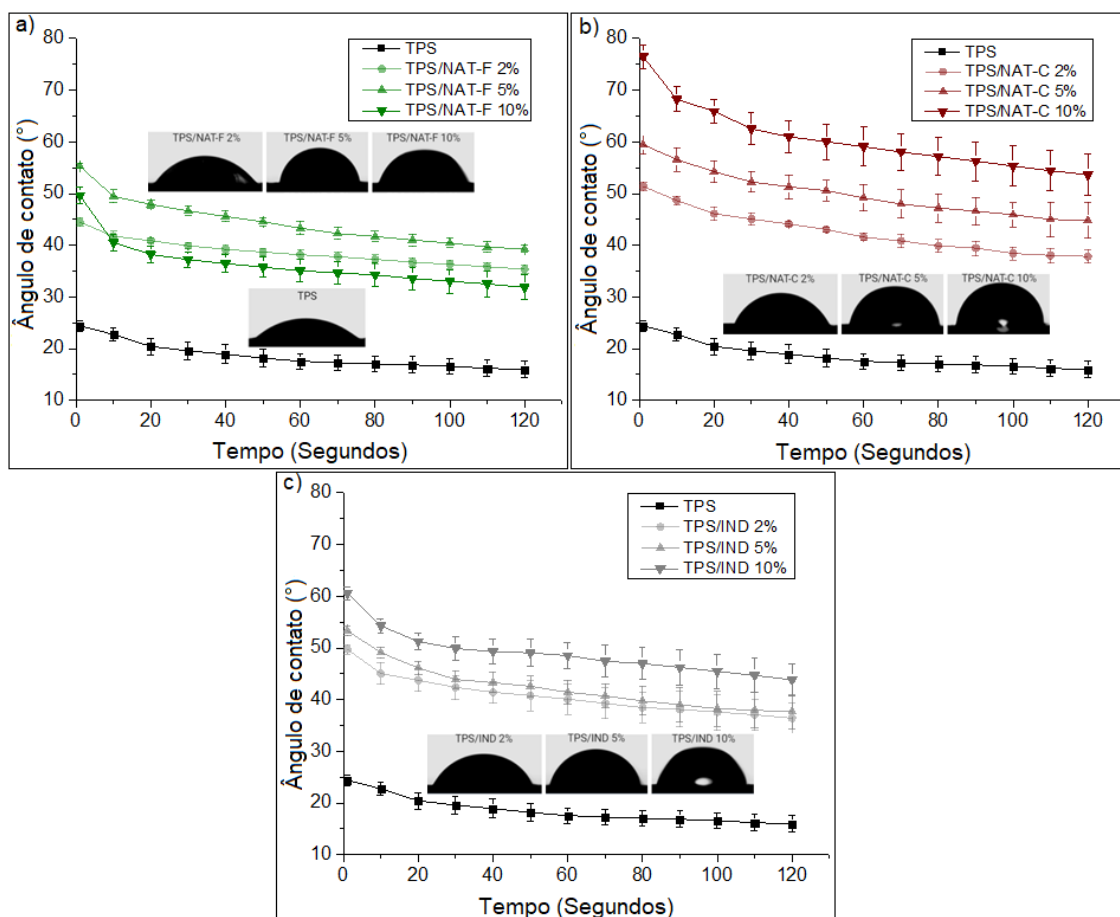 a)
TPS
TPS/NAT-F 2%
TPS/NAT-F 5%
TPS/NAT-F 10%
TPS/NAT-F 2%
TPS/NAT-F 5%
TPS/NAT-F 10%
TPS
Ângulo de contato (°)
80
70
60
50
40
30
20
10
0
20
40
60
80
100
120
Tempo (Segundos)
b)
TPS
TPS/NAT-C 2%
TPS/NAT-C 5%
TPS/NAT-C 10%
TPS/NAT-C 2%
TPS/NAT-C 5%
TPS/NAT-C 10%
Ângulo de contato (°)
80
70
60
50
40
30
20
10
0
20
40
60
80
100
120
Tempo (Segundos)
c)
TPS
TPS/IND 2%
TPS/IND 5%
TPS/IND 10%
TPS/IND 2%
TPS/IND 5%
TPS/IND 10%
Ângulo de contato (°)
80
70
60
50
40
30
20
10
0
20
40
60
80
100
120
Tempo (Segundos)